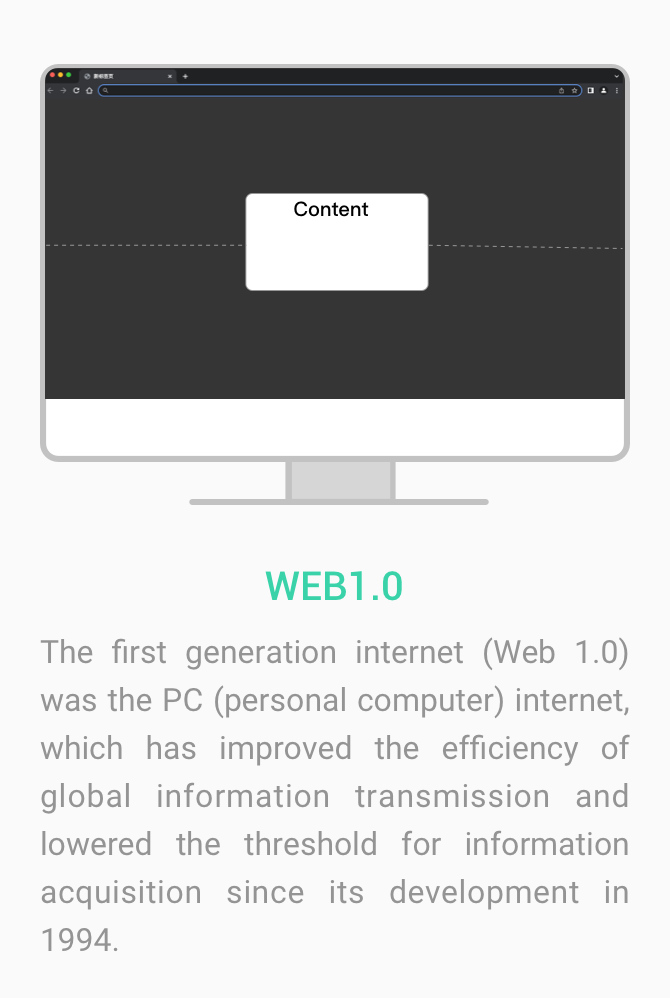 Content
WEB1.0
The first generation internet (Web 1.0)
was the PC (personal computer) internet,
which has improved the efficiency of
global information transmission and
lowered the threshold for information
acquisition since its development in
1994.